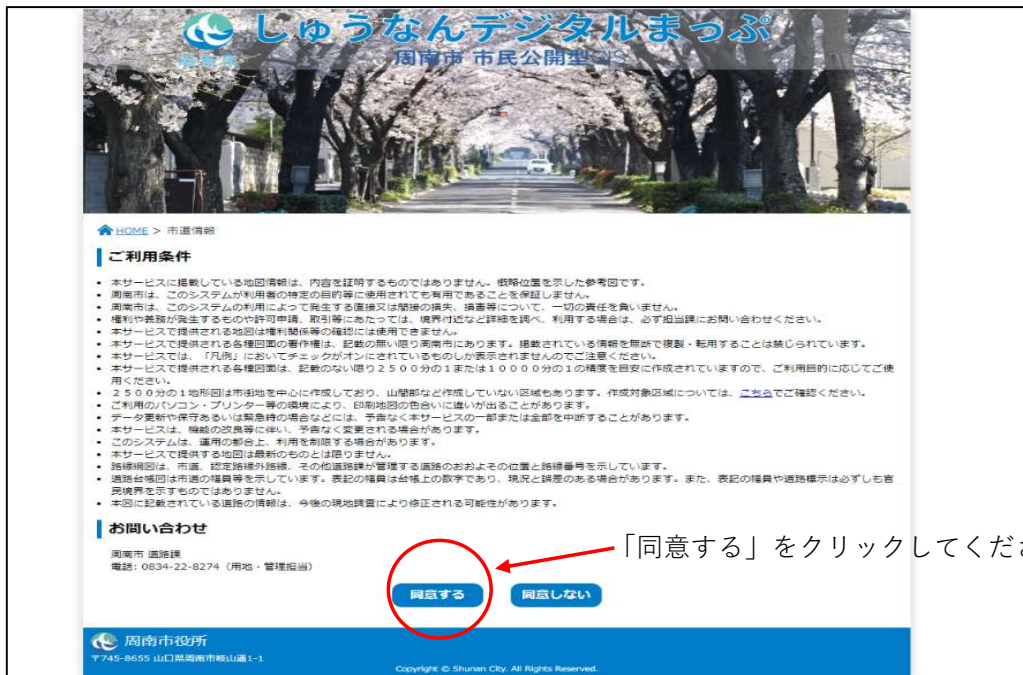 しゅうなんデジタルまっぷ
周南市 市民公開型GIS
HOME > 市道情報
ご利用条件
• 本サービスに掲載している地図情報は、内容を証明するものではありません。概略位置を示した参考図です。
• 周南市は、このシステムが利用者の特定の目的等に使用されても有用であることを保証しません。
• 周南市は、このシステムの利用によって発生する直接又は間接の損失、損害等について、一切の責任を負いません。
• 権利や義務が発生するものや許可申請、取引等にあたっては、境界付近など詳細を調べ、利用する場合は、必ず担当課にお問い合わせください。
• 本サービスで提供される地図は権利関係等の確認には使用できません。
• 本サービスで提供される各種図面の著作権は、記載の無い限り周南市にあります。掲載されている情報を無断で複製・転用することは禁じられています。
• 本サービスでは、「凡例」においてチェックがオンにされているものしか表示されませんのでご注意ください。
• 本サービスで提供される各種図面は、記載のない限り2500分の1または10000分の1の精度を目安に作成されていますので、ご利用目的に応じてご使
用ください。
• 2500分の1地形図は市街地を中心に作成しており、山間部など作成していない区域もあります。作成対象区域については、こちらでご確認ください。
• ご利用のパソコン・プリンター等の環境により、印刷地図の色合いに違いが出ることがあります。
• データ更新や保守あるいは緊急時の場合などには、予告なく本サービスの一部または全部を中断することがあります。
• 本サービスは、機能の改良等に伴い、予告なく変更される場合があります。
• このシステムは、運用の都合上、利用を制限する場合があります。
• 本サービスで提供する地図は最新のものとは限りません。
• 路線網図は、市道、認定路線外路線、その他道路課が管理する道路のおおよその位置と路線番号を示しています。
• 道路台帳図は市道の幅員等を示しています。表記の幅員は台帳上の数字であり、現況と誤差のある場合があります。また、表記の幅員や道路標示は必ずしも官
民境界を示すものではありません。
• 本図に記載されている道路の情報は、今後の現地調査により修正される可能性があります。
お問い合わせ
周南市 道路課
電話: 0834-22-8274(用地・管理担当)
「同意する」をクリックしてくださ
同意する 同意しない
周南市役所
〒745-8655 山口県周南市岐山通1-1
Copyright © Shunan City. All Rights Reserved.